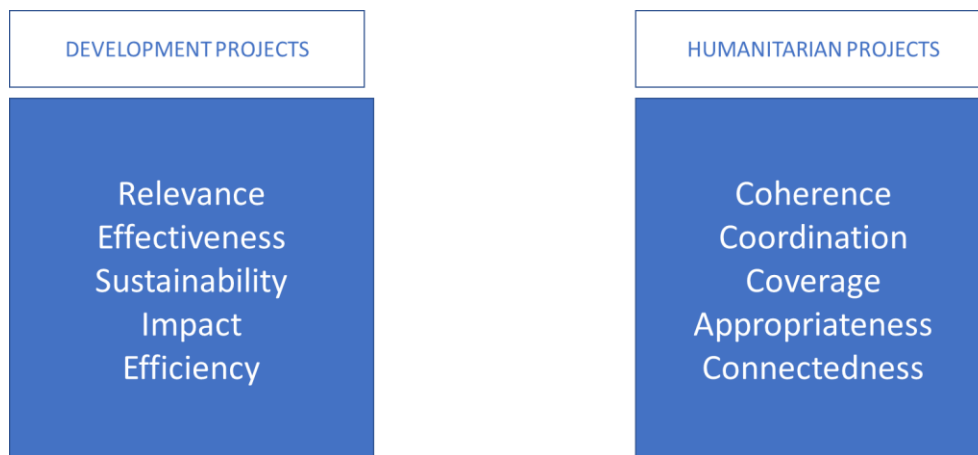 DEVELOPMENT PROJECTS
Relevance
Effectiveness
Sustainability
Impact
Efficiency
HUMANITARIAN PROJECTS
Coherence
Coordination
Coverage
Appropriateness
Connectedness